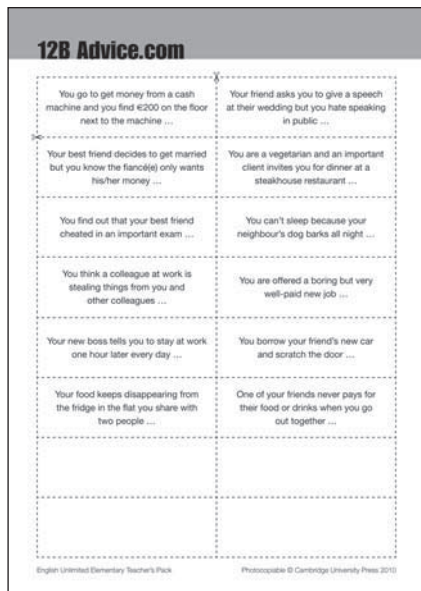 12B Advice.com
You go to get money from a cash
machine and you find €200 on the floor
next to the machine ...
Your friend asks you to give a speech
at their wedding but you hate speaking
in public ...
Your best friend decides to get married
but you know the fiancé(e) only wants
his/her money ...
You are a vegetarian and an important
client invites you for dinner at a
steakhouse restaurant ...
You find out that your best friend
cheated in an important exam ...
You can't sleep because your
neighbour's dog barks all night ...
You think a colleague at work is
stealing things from you and
other colleagues ...
You are offered a boring but very
well-paid new job ...
Your new boss tells you to stay at work
one hour later every day ...
You borrow your friend's new car
and scratch the door ...
Your food keeps disappearing from
the fridge in the flat you share with
two people ...
One of your friends never pays for
their food or drinks when you go
out together ...
English Unlimited Elementary Teacher's Pack
Photocopiable © Cambridge University Press 2010